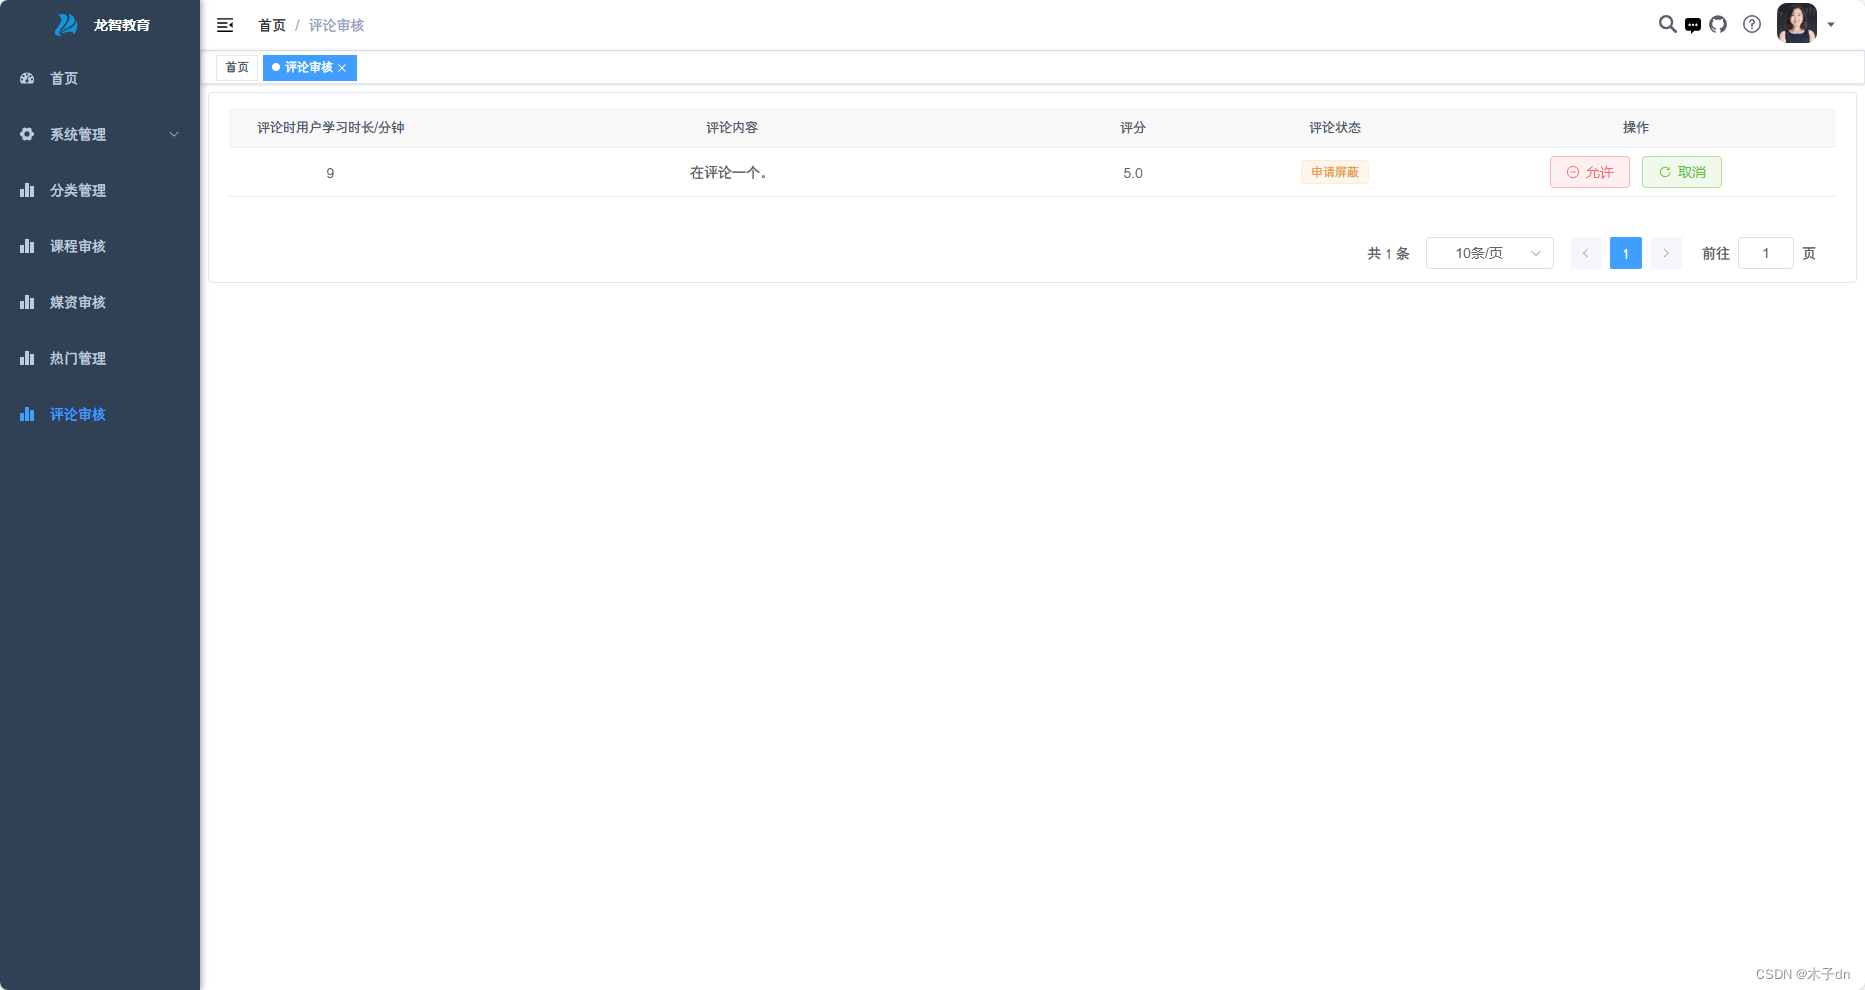 龙智教育
首页
系统管理
分类管理
课程审核
媒资审核
热门管理
评论审核
首页 / 评论审核
首页 评论审核
评论时用户学习时长/分钟 评论内容 评分 评论状态 操作
9 在评论一个。 5.0 申请屏蔽 允许 取消
共 1 条 10条/页 1 前往 1 页
CSDN @木子dn